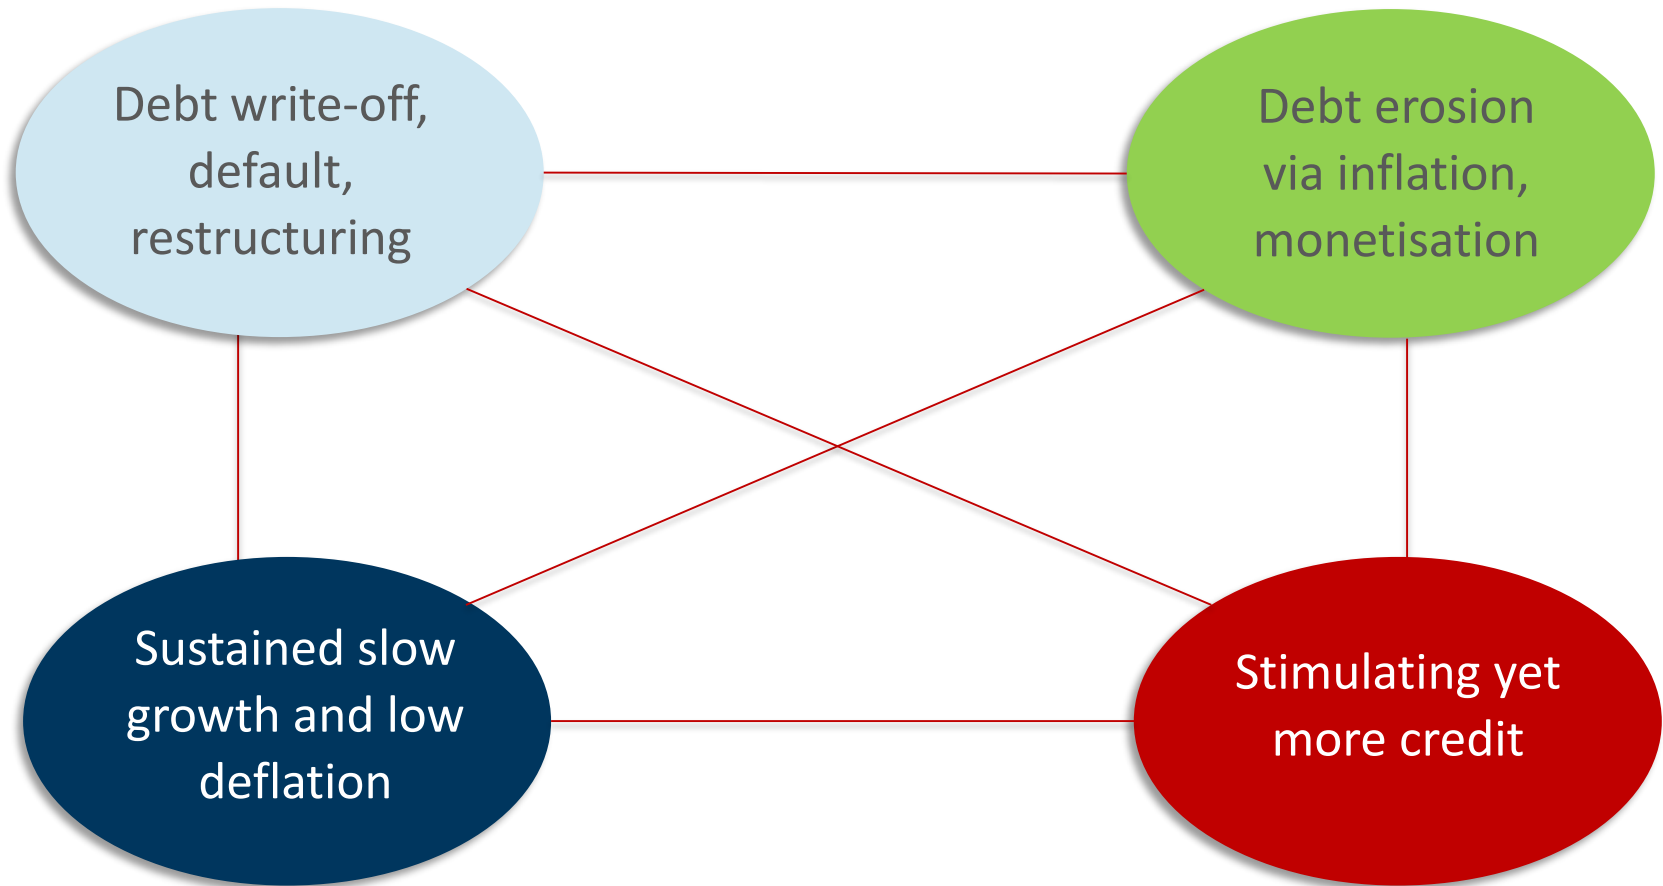 Debt write-off,
default,
restructuring
Debt erosion
via inflation,
monetisation
Sustained slow
growth and low
deflation
Stimulating yet
more credit